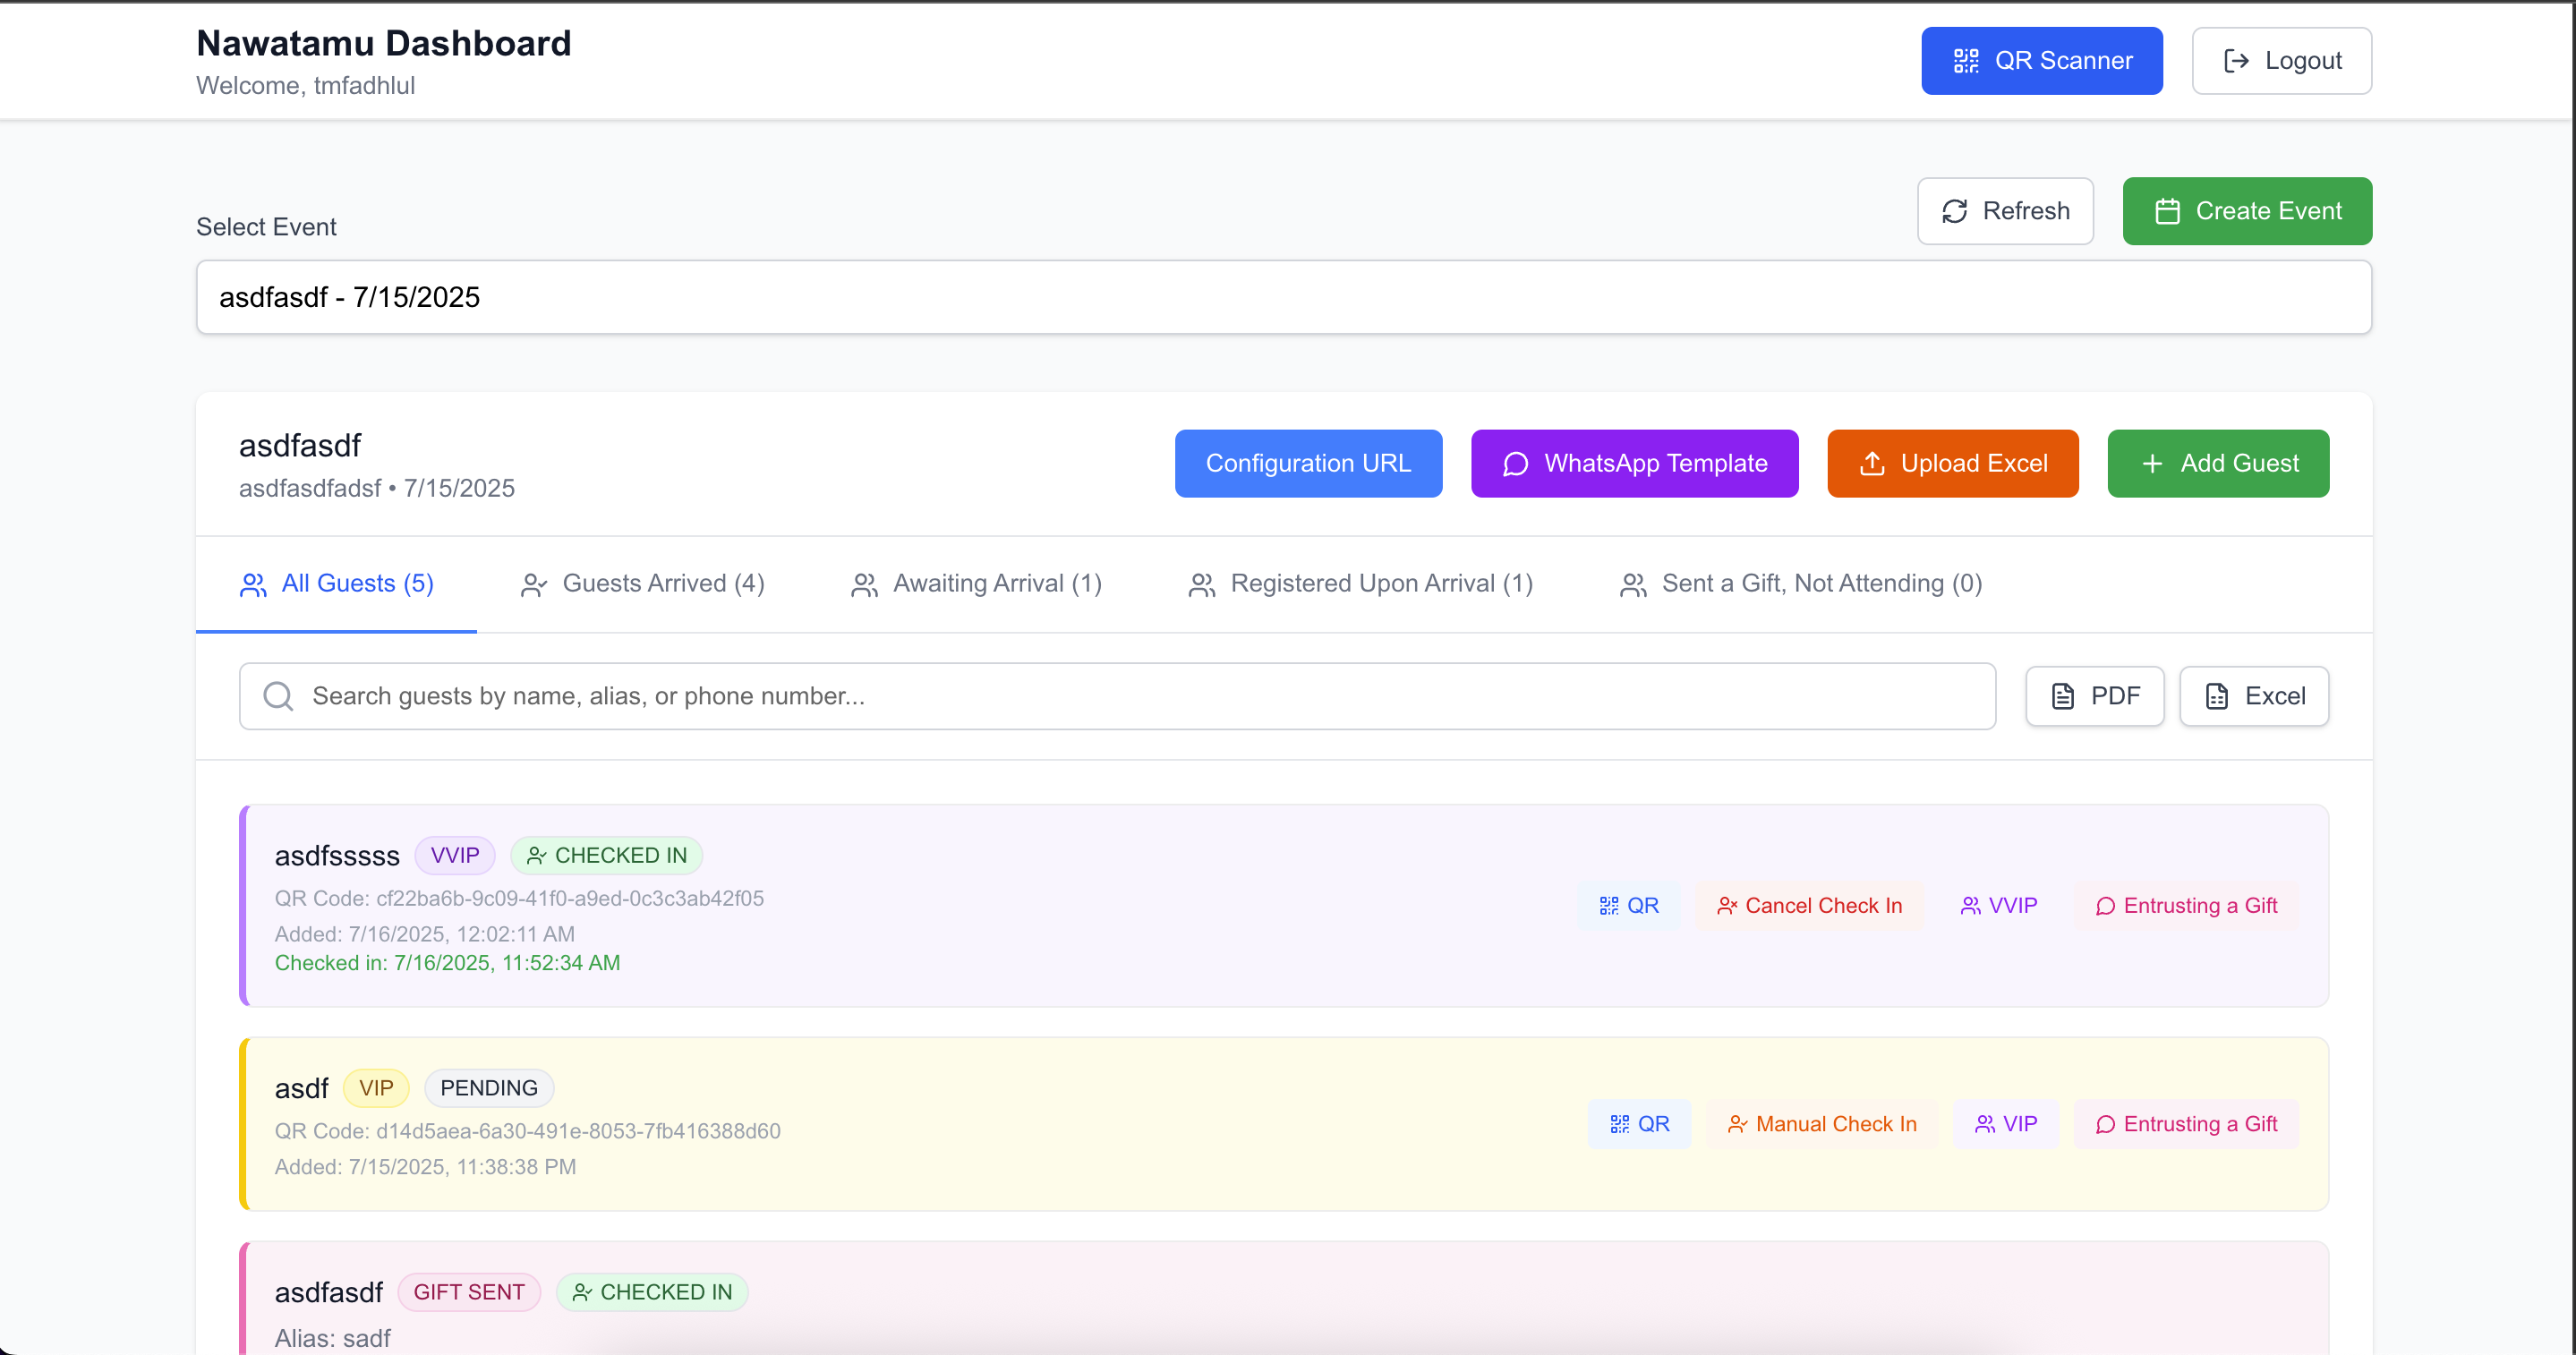 Nawatamu Dashboard
Welcome, tmfadhlul
QR Scanner
Logout
Refresh
Create Event
Select Event
asdfasdf - 7/15/2025
asdfasdf
asdfasdfadsf • 7/15/2025
Configuration URL
WhatsApp Template
Upload Excel
Add Guest
All Guests (5)
Guests Arrived (4)
Awaiting Arrival (1)
Registered Upon Arrival (1)
Sent a Gift, Not Attending (0)
Search guests by name, alias, or phone number...
PDF
Excel
asdfsssss VVIP CHECKED IN
QR Code: cf22ba6b-9c09-41f0-a9ed-0c3c3ab42f05
Added: 7/16/2025, 12:02:11 AM
Checked in: 7/16/2025, 11:52:34 AM
QR
Cancel Check In
VVIP
Entrusting a Gift
asdf VIP PENDING
QR Code: d14d5aea-6a30-491e-8053-7fb416388d60
Added: 7/15/2025, 11:38:38 PM
QR
Manual Check In
VIP
Entrusting a Gift
asdfasdf GIFT SENT CHECKED IN
Alias: sadf